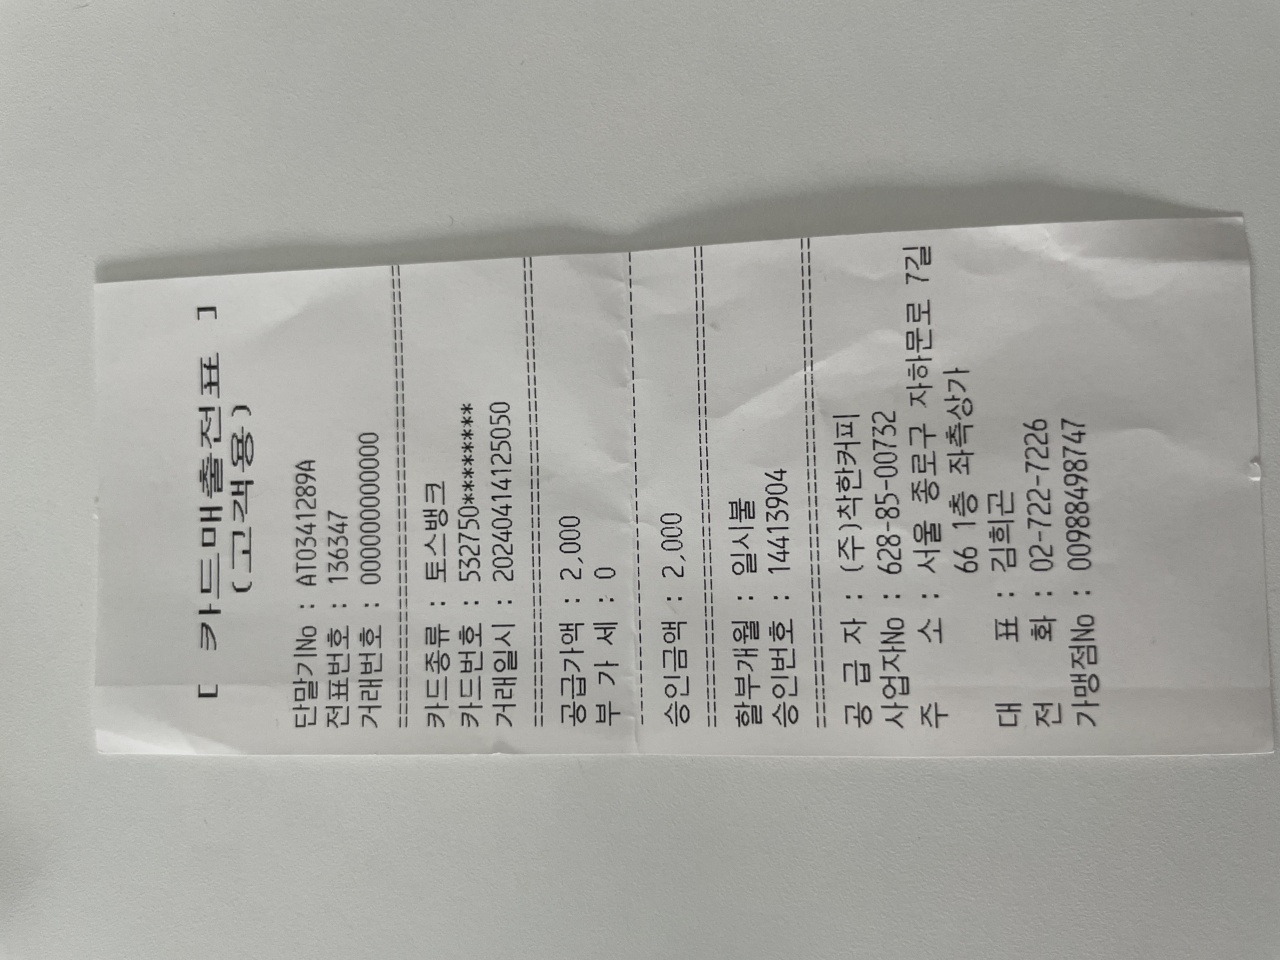 [ 카드매출전표 ]
(고객용)
단말기No : AT0341289A
전표번호 : 136347
거래번호 : 000000000000
========================================
카드종류 : 토스뱅크
카드번호 : 532750**********
거래일시 : 20240414125050
========================================
공급가액 : 2,000
부 가 세 : 0
----------------------------------------
승인금액 : 2,000
========================================
할부개월 : 일시불
승인번호 : 14413904
========================================
공 급 자 : (주)착한커피
사업자No : 628-85-00732
주 소 : 서울 종로구 자하문로 7길
66 1층 좌측상가
대 표 : 김희곤
전 화 : 02-722-7226
가맹점No : 00988498747